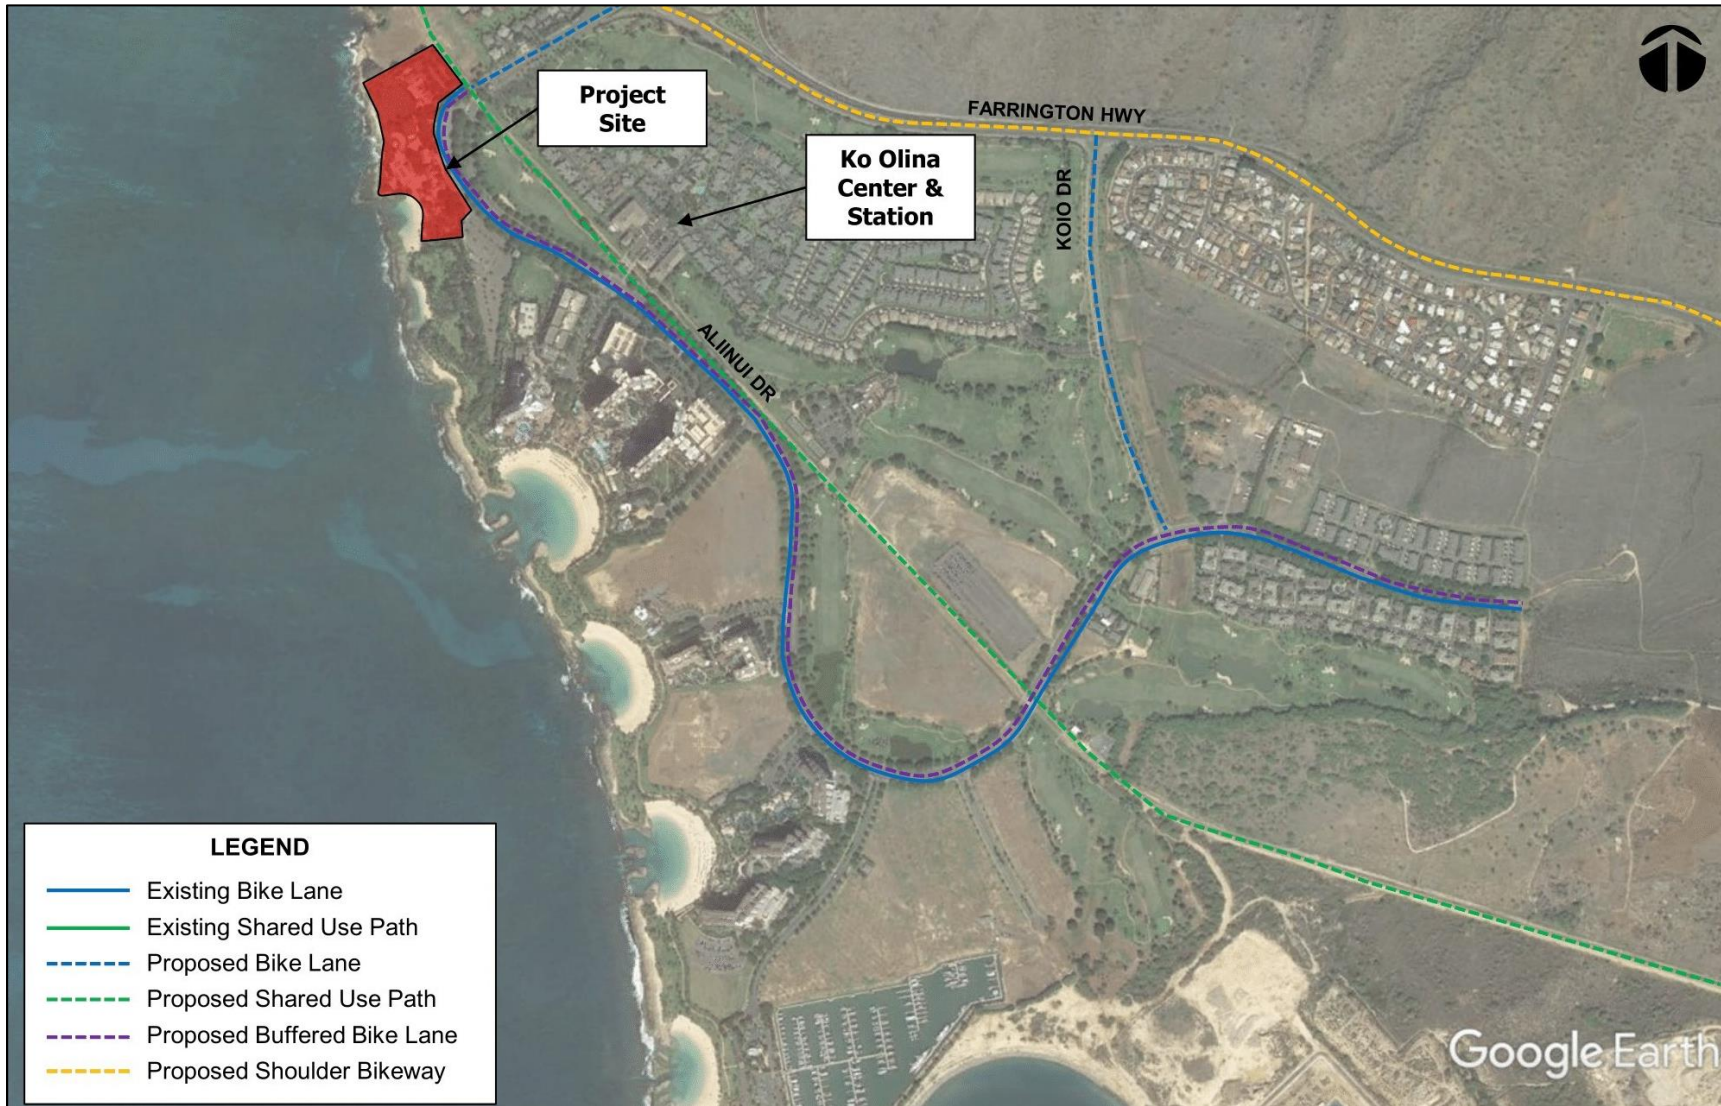 Project
Site
FARRINGTON HWY
Ko Olina
Center &
Station
KOIO DR
ALIINUI DR
LEGEND
Existing Bike Lane
Existing Shared Use Path
Proposed Bike Lane
Proposed Shared Use Path
Proposed Buffered Bike Lane
Proposed Shoulder Bikeway
Google Earth